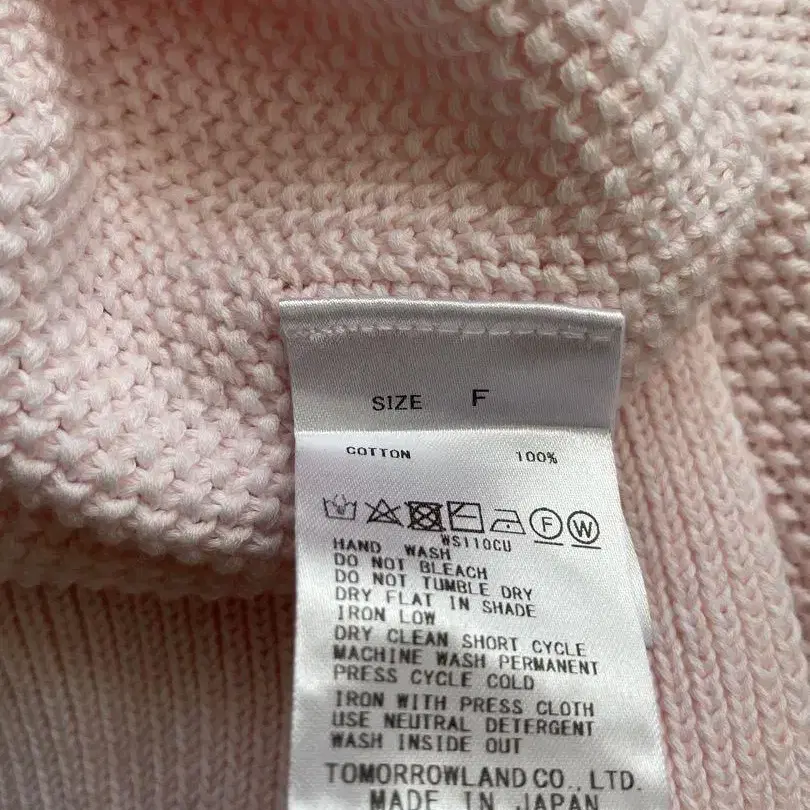 SIZE F
COTTON 100%
F W
WS110CU
HAND WASH
DO NOT BLEACH
DO NOT TUMBLE DRY
DRY FLAT IN SHADE
IRON LOW
DRY CLEAN SHORT CYCLE
MACHINE WASH PERMANENT
PRESS CYCLE COLD
IRON WITH PRESS CLOTH
USE NEUTRAL DETERGENT
WASH INSIDE OUT
TOMORROWLAND CO., LTD.
MADE IN JAPAN